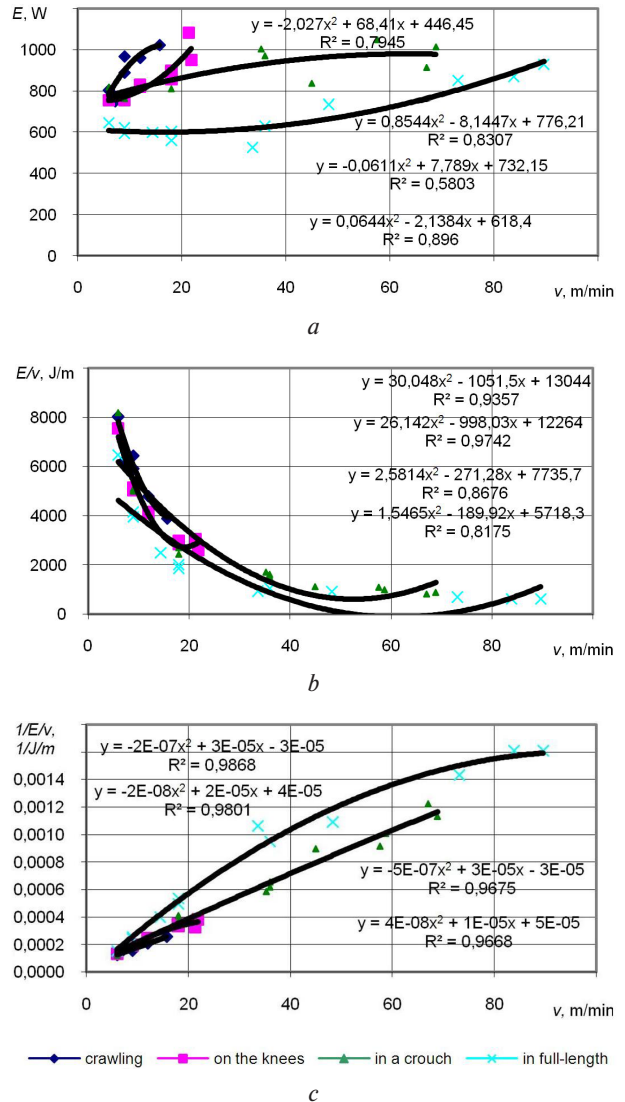 E, W
y = -2,027x² + 68,41x + 446,45
R² = 0,7945
1000
800
600
y = 0,8544x² - 8,1447x + 776,21
R² = 0,8307
400
y = -0,0611x² + 7,789x + 732,15
R² = 0,5803
200
y = 0,0644x² - 2,1384x + 618,4
R² = 0,896
0
0 20 40 60 80
v, m/min
a
E/v, J/m
y = 30,048x² - 1051,5x + 13044
R² = 0,9357
8000
y = 26,142x² - 998,03x + 12264
R² = 0,9742
6000
y = 2,5814x² - 271,28x + 7735,7
R² = 0,8676
4000
y = 1,5465x² - 189,92x + 5718,3
R² = 0,8175
2000
0
0 20 40 60 80
v, m/min
b
1/E/v,
1/J/m
y = -2E-07x² + 3E-05x - 3E-05
R² = 0,9868
0,0014
y = -2E-08x² + 2E-05x + 4E-05
R² = 0,9801
0,0012
0,0010
0,0008
y = -5E-07x² + 3E-05x - 3E-05
R² = 0,9675
0,0006
0,0004
y = 4E-08x² + 1E-05x + 5E-05
R² = 0,9668
0,0002
0,0000
0 20 40 60 80
v, m/min
crawling on the knees in a crouch in full-length
c